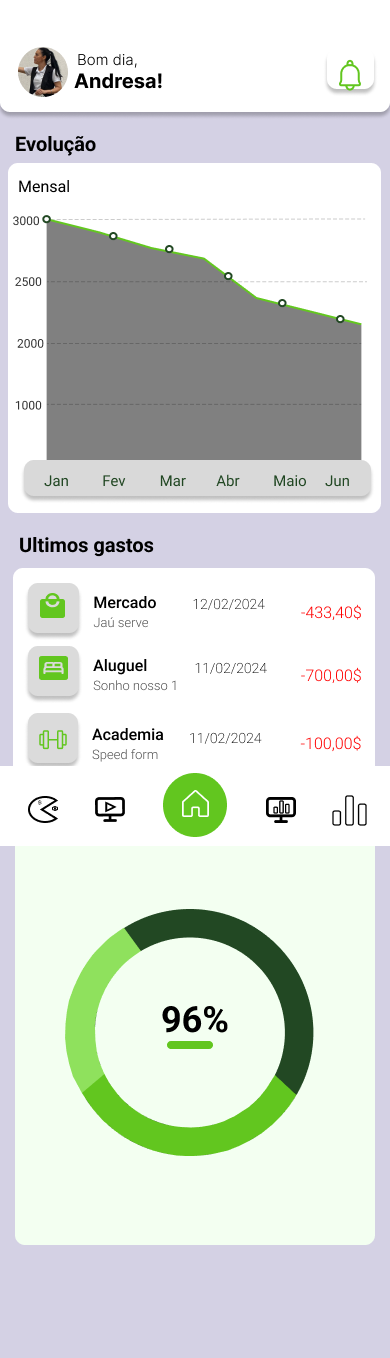 Bom dia,
Andresa!
Evolução
Mensal
3000
2500
2000
1000
Jan Fev Mar Abr Maio Jun
Ultimos gastos
Mercado 12/02/2024 -433,40$
Jaú serve
Aluguel 11/02/2024 -700,00$
Sonho nosso 1
Academia 11/02/2024 -100,00$
Speed form
96%